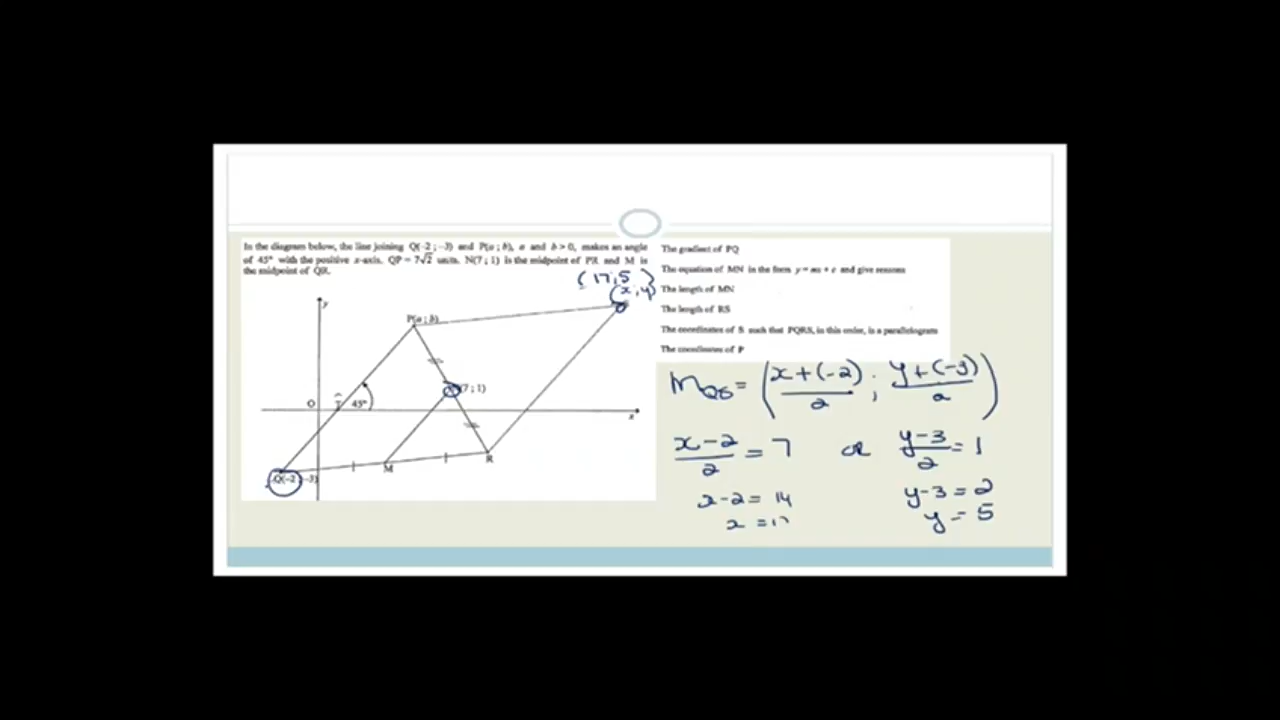 In the diagram below, the line joining Q(−2 ; −3) and P(a ; b), a and b > 0, makes an angle
of 45° with the positive x-axis. QP = 7√2 units. N(7 ; 1) is the midpoint of PR and M is
the midpoint of QR.
The gradient of PQ
The equation of MN in the form y = mx + c and give reasons
The length of MN
The length of RS
The coordinates of S such that PQRS, in this order, is a parallelogram
The coordinates of P
(17;5)
(x,y)
y
P(a ; b)
(7 ; 1)
O
45°
x
M
R
Q(−2 ; −3)
M_QS = (x+(-2)/2 ; y+(-3)/2)
x-2/2 = 7 or y-3/2 = 1
x-2 = 14 y-3 = 2
y = 5